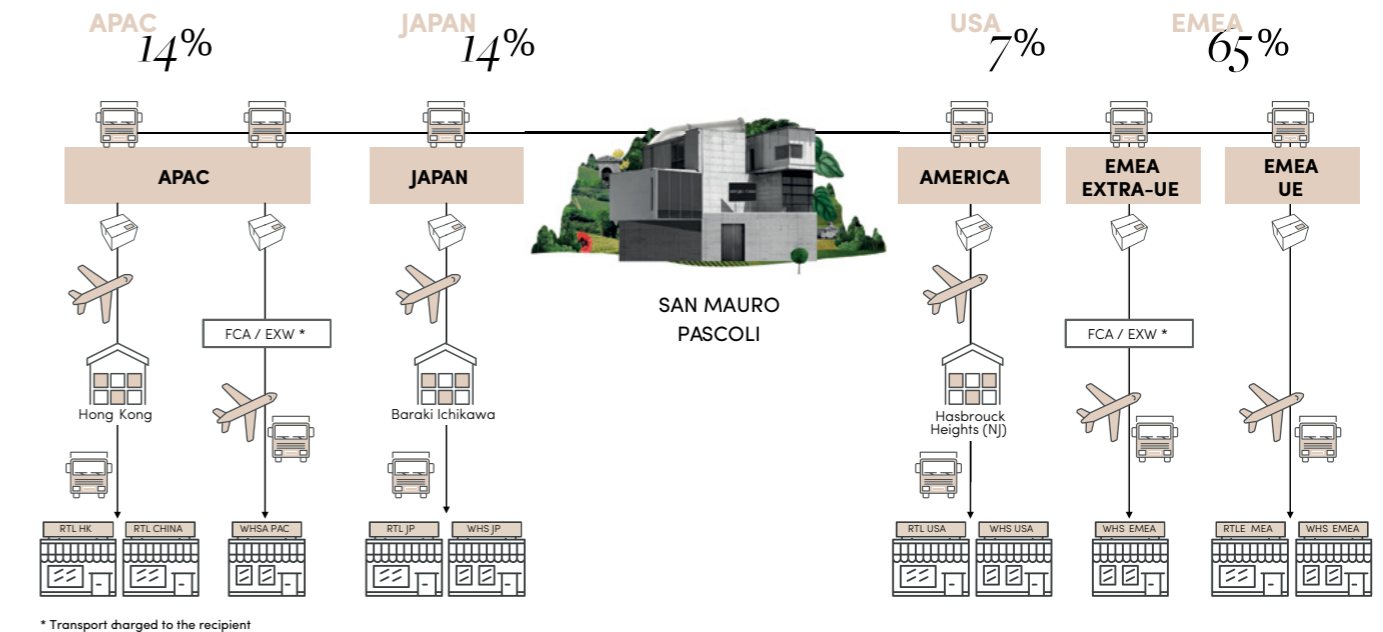 APAC
14%
JAPAN
14%
USA
7%
EMEA
65%
APAC
JAPAN
AMERICA
EMEA
EXTRA-UE
EMEA
UE
SAN MAURO
PASCOLI
FCA / EXW *
FCA / EXW *
Hong Kong
Baraki Ichikawa
Hasbrouck
Heights (NJ)
RTL HK
RTL CHINA
WHSA PAC
RTL JP
WHS JP
RTL USA
WHS USA
WHS EMEA
RTLE MEA
WHS EMEA
* Transport charged to the recipient